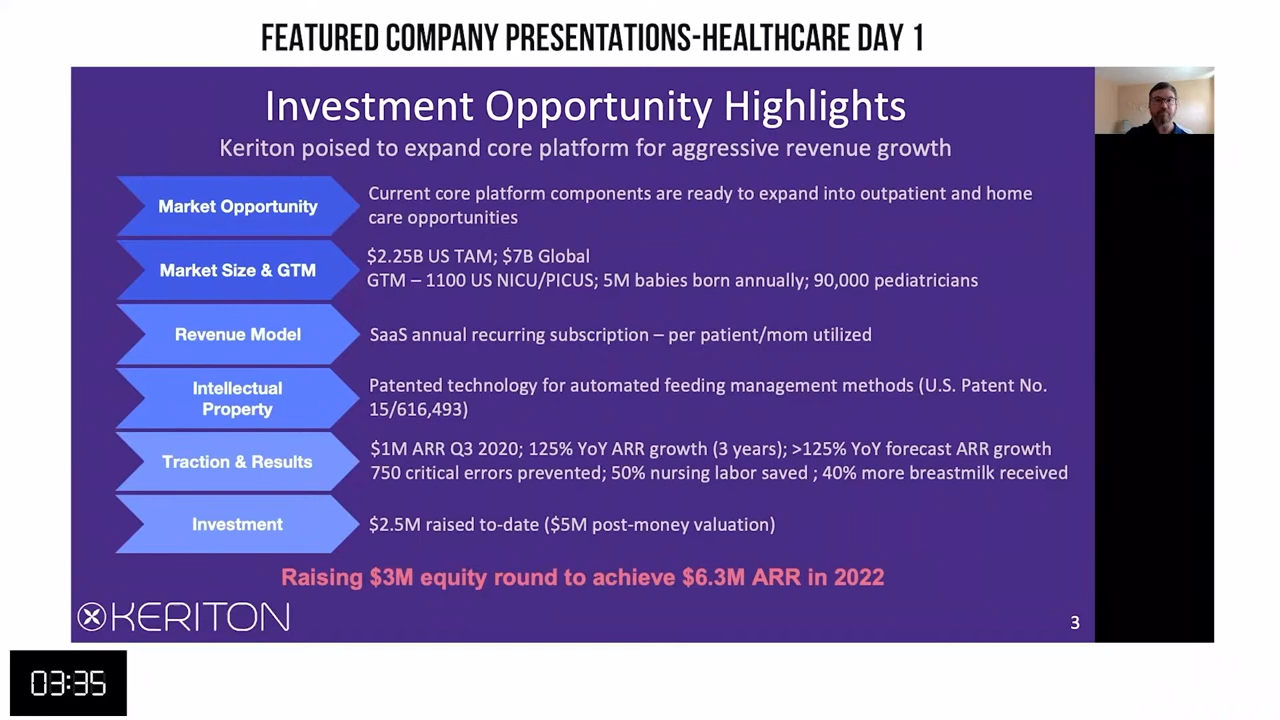 FEATURED COMPANY PRESENTATIONS-HEALTHCARE DAY 1
Investment Opportunity Highlights
Keriton poised to expand core platform for aggressive revenue growth
Market Opportunity
Current core platform components are ready to expand into outpatient and home
care opportunities
Market Size & GTM
$2.25B US TAM; $7B Global
GTM – 1100 US NICU/PICUS; 5M babies born annually; 90,000 pediatricians
Revenue Model
SaaS annual recurring subscription – per patient/mom utilized
Intellectual
Property
Patented technology for automated feeding management methods (U.S. Patent No.
15/616,493)
Traction & Results
$1M ARR Q3 2020; 125% YoY ARR growth (3 years); >125% YoY forecast ARR growth
750 critical errors prevented; 50% nursing labor saved ; 40% more breastmilk received
Investment
$2.5M raised to-date ($5M post-money valuation)
Raising $3M equity round to achieve $6.3M ARR in 2022
KERITON
3
03:35